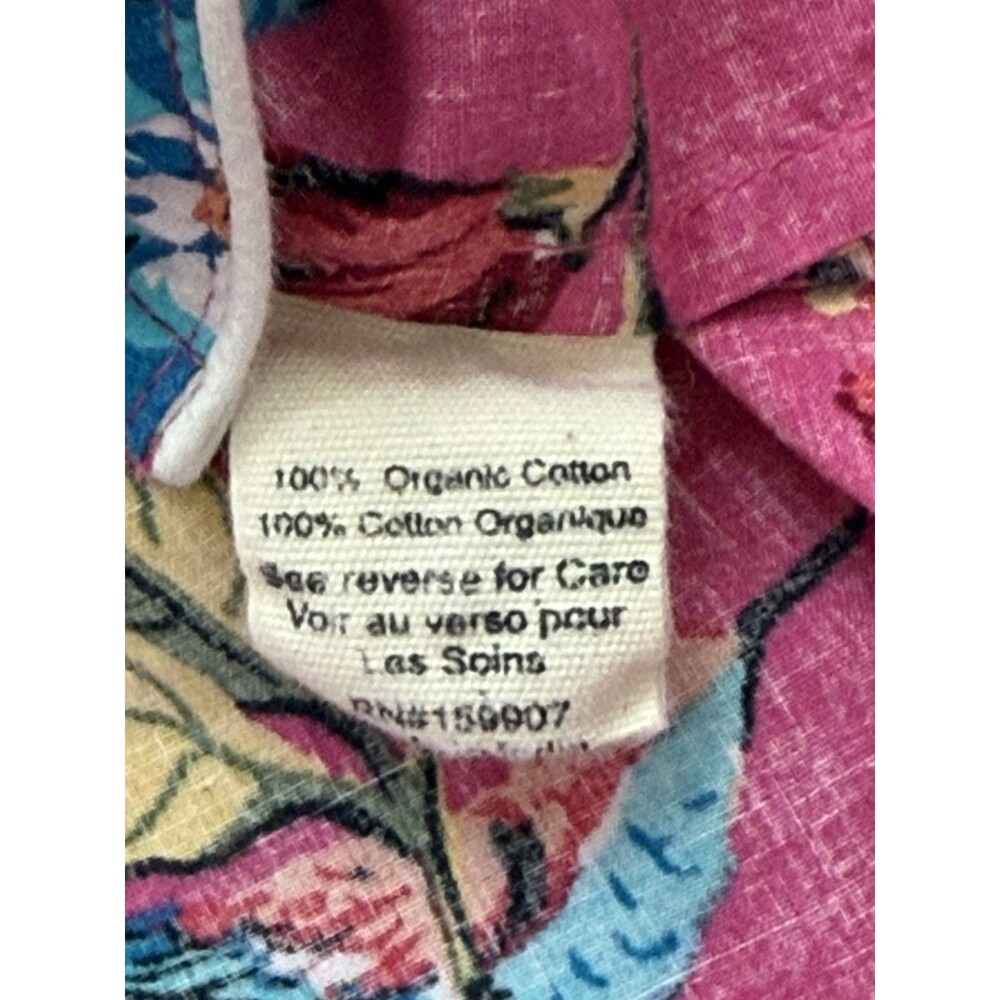 100% Organic Cotton
100% Cotton Organique
See reverse for Care
Voir au verso pour
Les Soins
RN#159907